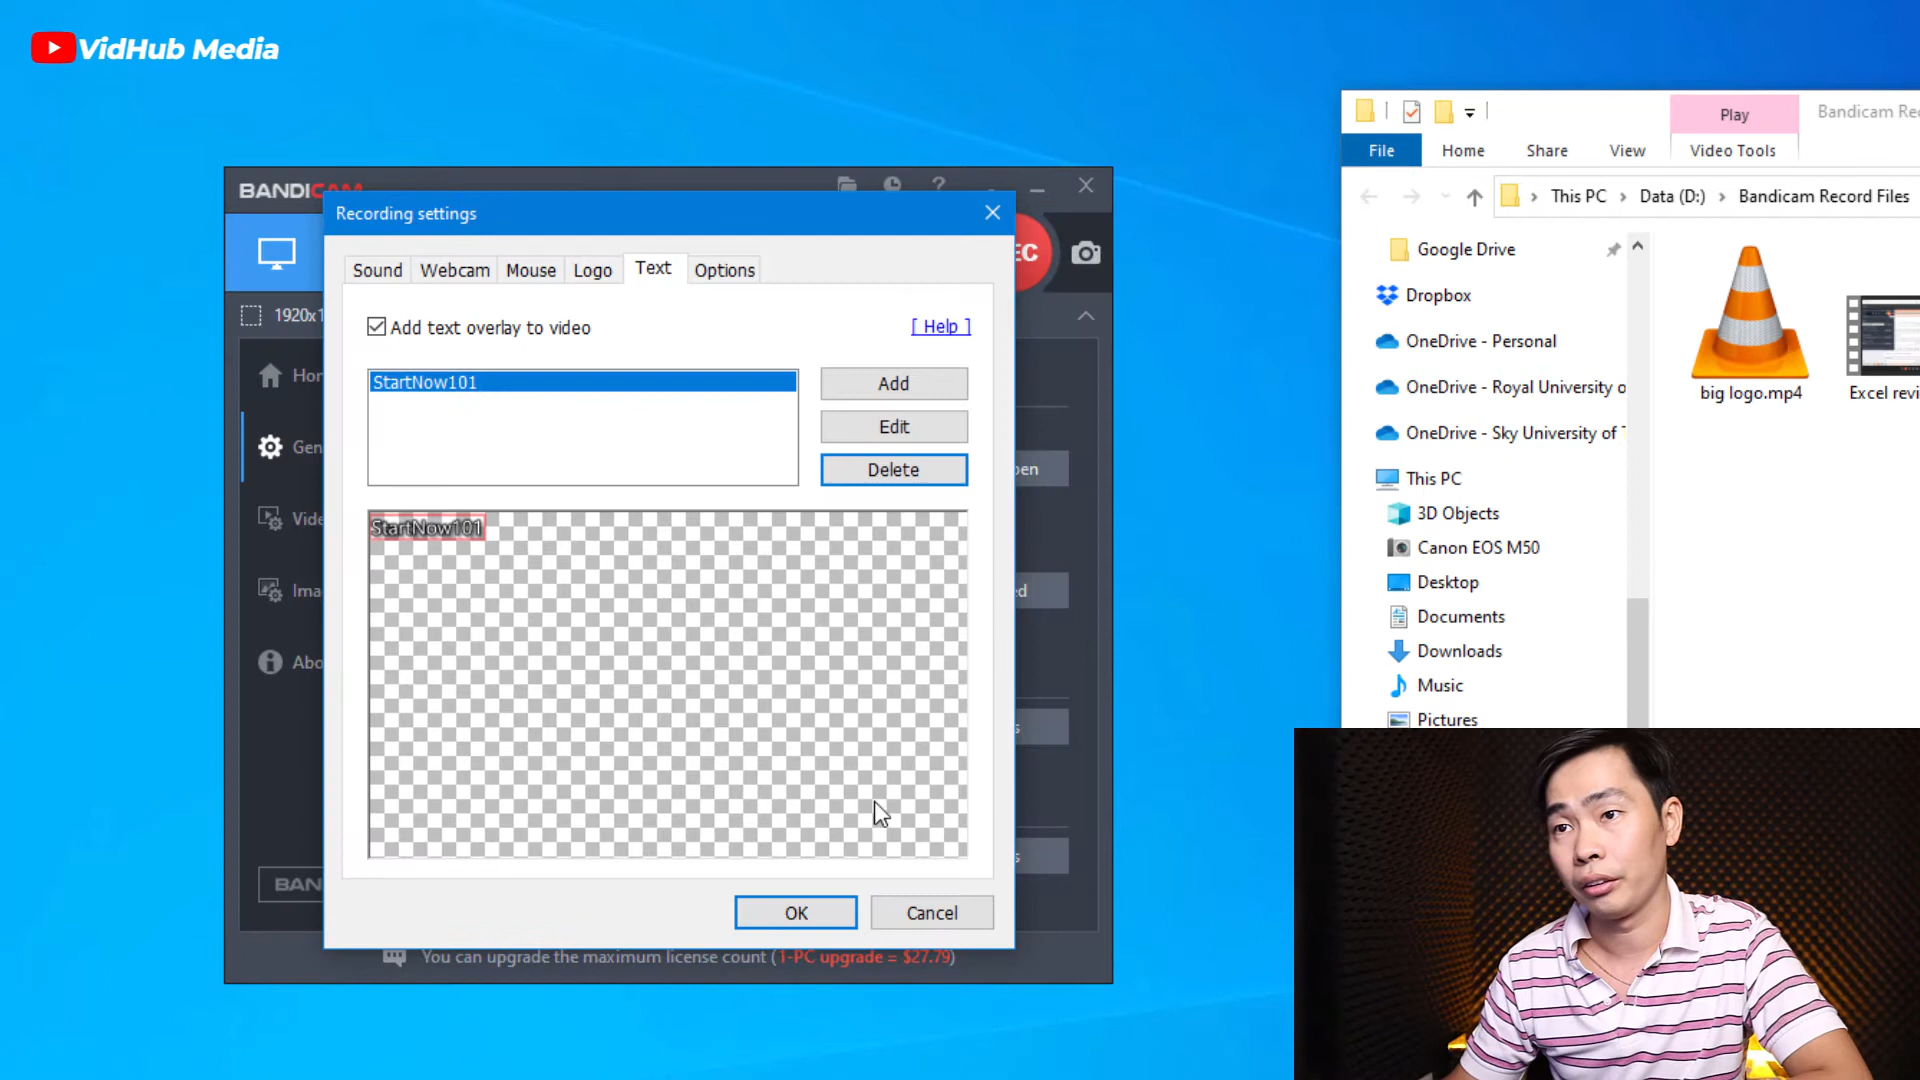 VidHub Media
BANDICAM
Recording settings
Sound
Webcam
Mouse
Logo
Text
Options
Add text overlay to video
[ Help ]
StartNow101
Add
Edit
Delete
StartNow101
OK
Cancel
1920x1
Hor
Gen
Vide
Ima
Abo
BAN
EC
pen
ed
s
s
You can upgrade the maximum license count (1-PC upgrade = $27.79)
Play
Bandicam Rec
File
Home
Share
View
Video Tools
This PC
Data (D:)
Bandicam Record Files
Google Drive
Dropbox
OneDrive - Personal
OneDrive - Royal University o
OneDrive - Sky University of T
This PC
3D Objects
Canon EOS M50
Desktop
Documents
Downloads
Music
Pictures
big logo.mp4
Excel revi